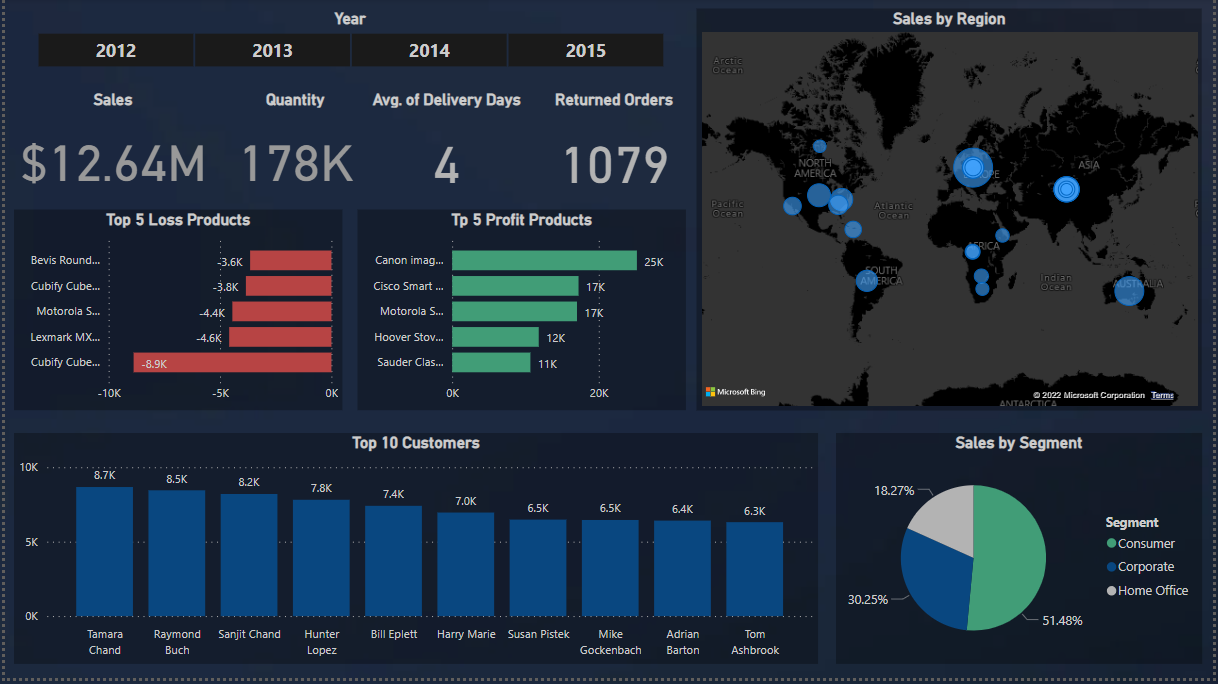 Year
2012 2013 2014 2015
Sales Quantity Avg. of Delivery Days Returned Orders
$12.64M 178K 4 1079
Top 5 Loss Products
Bevis Round... -3.6K
Cubify Cube... -3.8K
Motorola S... -4.4K
Lexmark MX... -4.6K
Cubify Cube... -8.9K
-10K -5K 0K
Tp 5 Profit Products
Canon imag... 25K
Cisco Smart ... 17K
Motorola S... 17K
Hoover Stov... 12K
Sauder Clas... 11K
0K 20K
Sales by Region
Arctic
Ocean
NORTH
AMERICA
EUROPE
ASIA
Pacific
Ocean
Atlantic
Ocean
AFRICA
SOUTH
AMERICA
Indian
Ocean
AUSTRALIA
ANTARCTICA
Microsoft Bing
© 2022 Microsoft Corporation Terms
Top 10 Customers
10K
5K
0K
8.7K 8.5K 8.2K 7.8K 7.4K 7.0K 6.5K 6.5K 6.4K 6.3K
Tamara
Chand
Raymond
Buch
Sanjit Chand
Hunter
Lopez
Bill Eplett
Harry Marie
Susan Pistek
Mike
Gockenbach
Adrian
Barton
Tom
Ashbrook
Sales by Segment
18.27%
30.25%
51.48%
Segment
Consumer
Corporate
Home Office